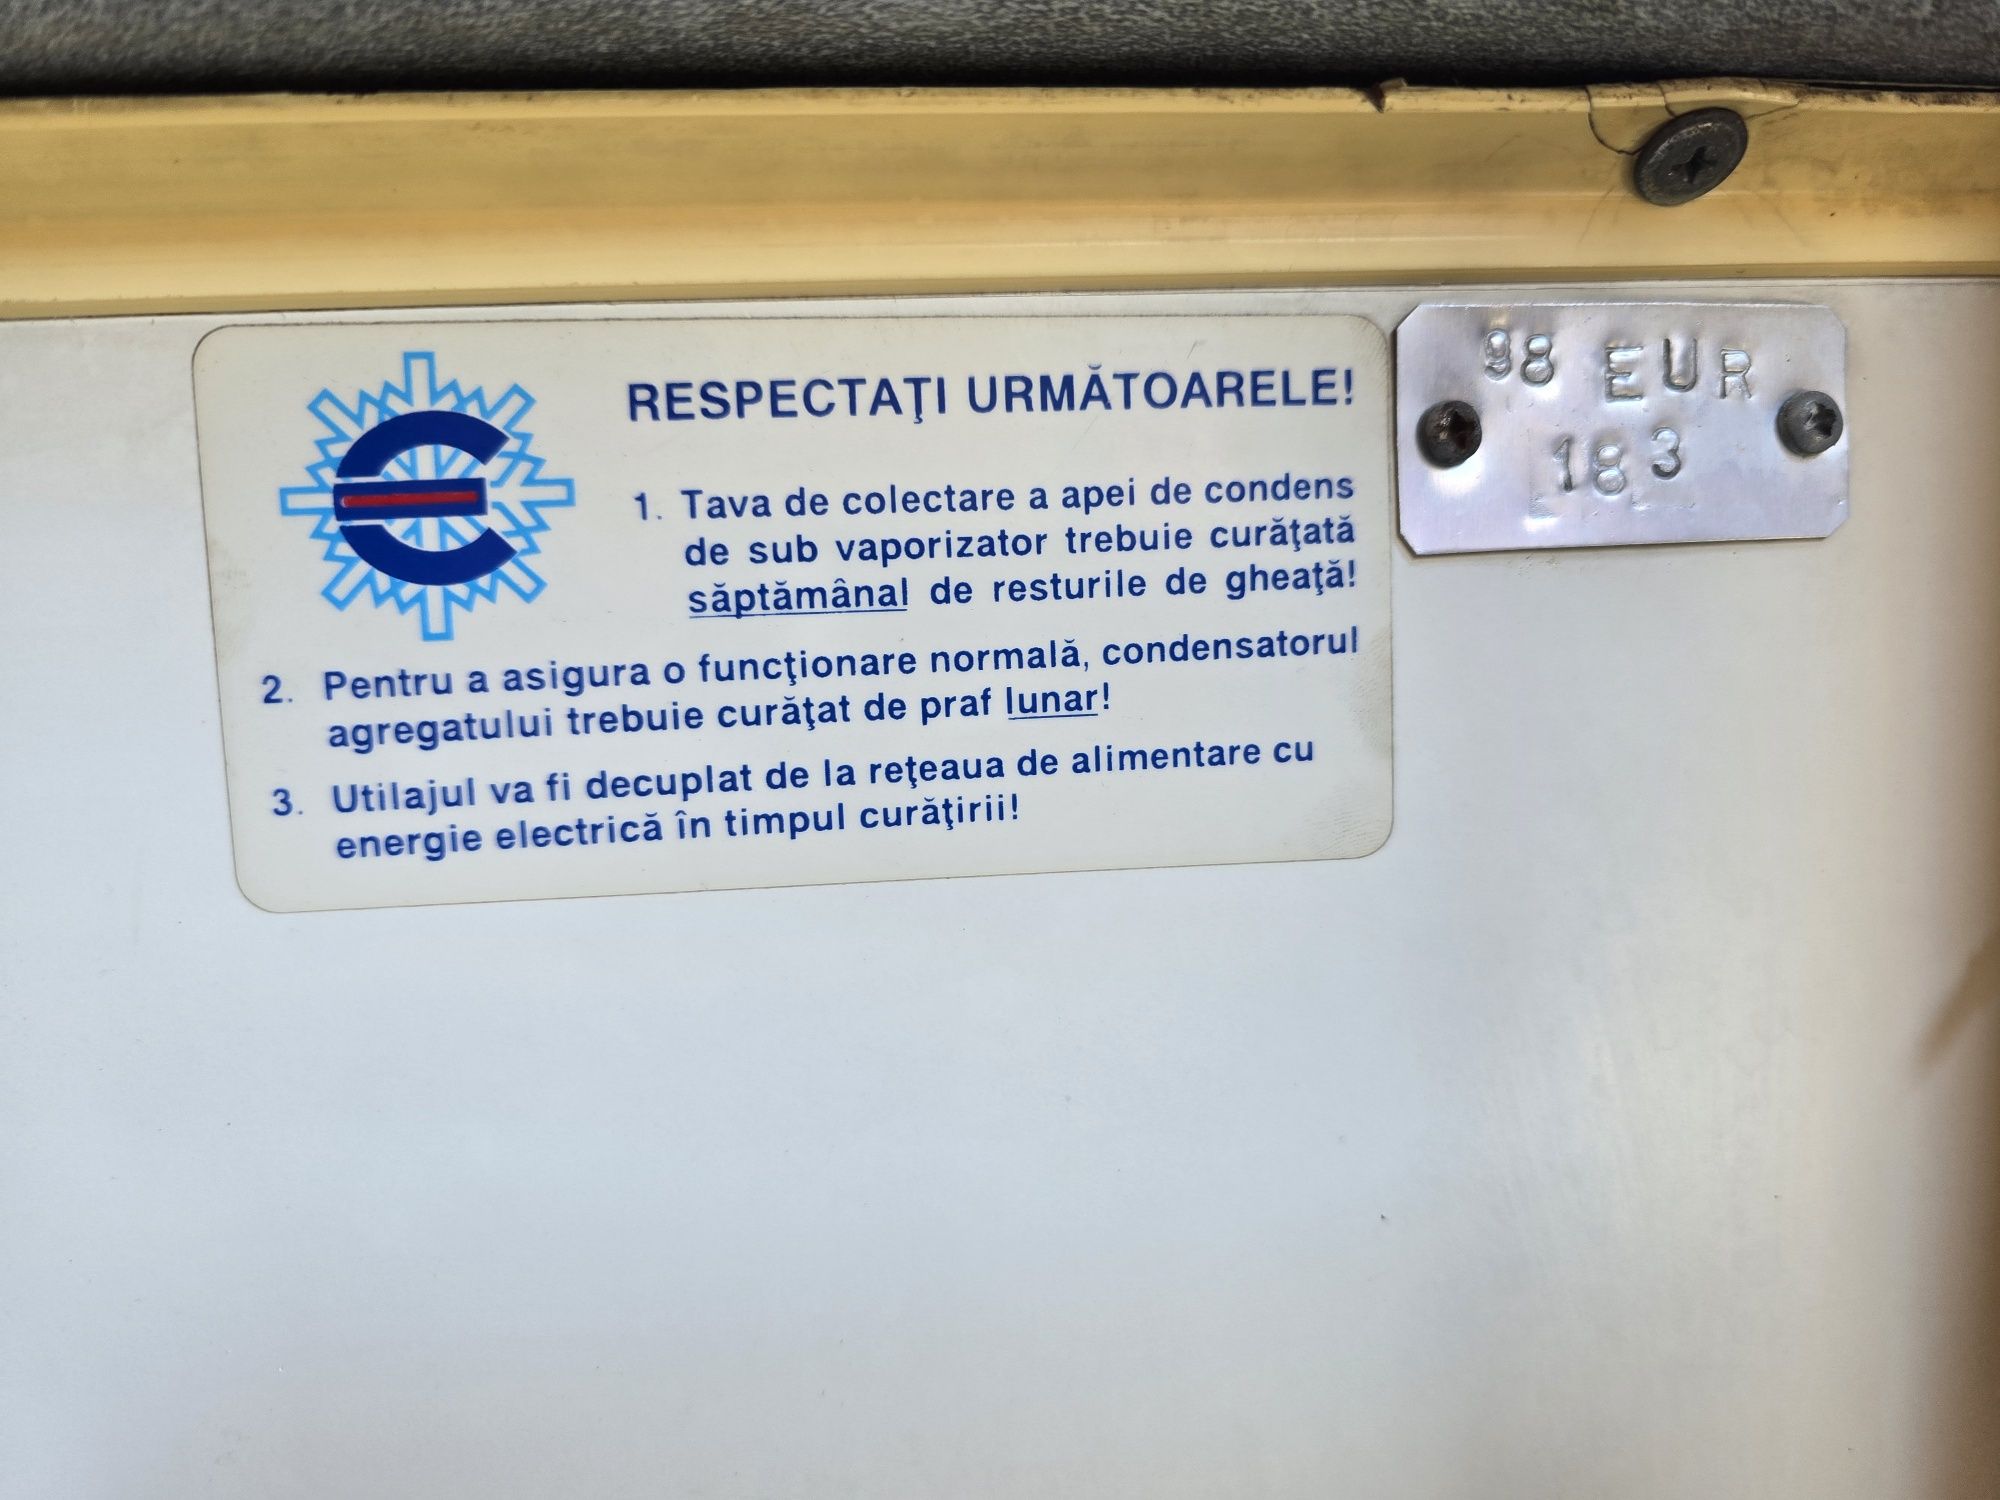 RESPECTAŢI URMĂTOARELE!
1. Tava de colectare a apei de condens
de sub vaporizator trebuie curăţată
săptămânal de resturile de gheaţă!
2. Pentru a asigura o funcţionare normală, condensatorul
agregatului trebuie curăţat de praf lunar!
3. Utilajul va fi decuplat de la reţeaua de alimentare cu
energie electrică în timpul curăţirii!
98 EUR
183